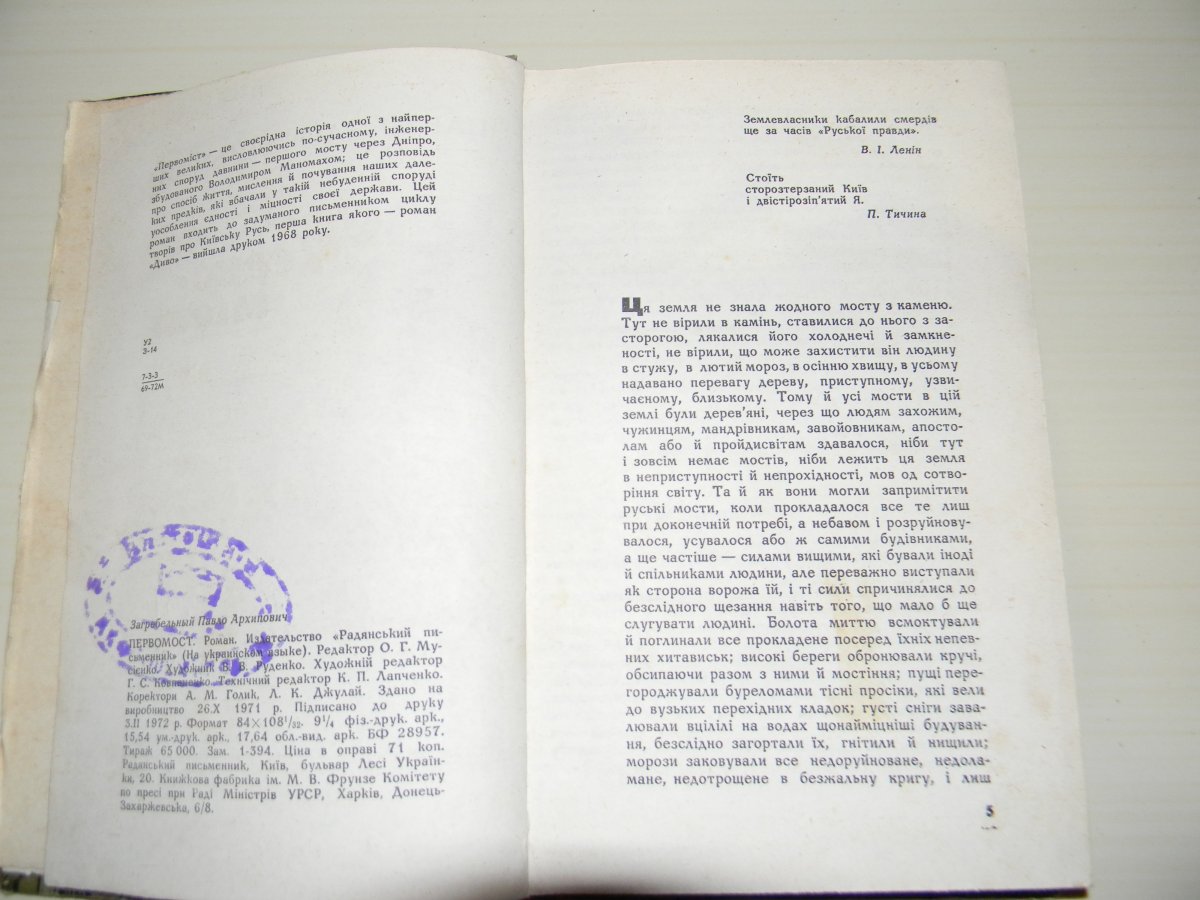 «Первоміст» — це своєрідна історія одної з найпер-
ших великих, висловлюючись по-сучасному, інженер-
них споруд давнини — першого мосту через Дніпро,
збудованого Володимиром Мономахом; це розповідь
про спосіб життя, мислення й почування наших дале-
ких предків, які вбачали у такій небуденній споруді
уособлення єдності і міцності своєї держави. Цей
роман входить до задуманого письменником циклу
творів про Київську Русь, перша книга якого — роман
«Диво» — вийшла друком 1968 року.
У2
З-14
7-3-3
69-72М
Загребельный Павло Архипович
ПЕРВОМОСТ. Роман. Издательство «Радянський пи-
сьменник» (На украинском языке). Редактор О. Г. Му-
сієнко. Художник В. В. Руденко. Художній редактор
Г. С. Ковпаненко. Технічний редактор К. П. Лапченко.
Коректори А. М. Голик, Л. К. Джулай. Здано на
виробництво 26.X 1971 р. Підписано до друку
3.II 1972 р. Формат 84×108¹/₃₂. 9¹/₄ фіз.-друк. арк.,
15,54 ум.-друк. арк., 17,64 обл.-вид. арк. БФ 28957.
Тираж 65 000. Зам. 1-394. Ціна в оправі 71 коп.
Радянський письменник, Київ, бульвар Лесі Українки,
20. Книжкова фабрика ім. М. В. Фрунзе Комітету
по пресі при Раді Міністрів УРСР, Харків, Донець-
Захаржевська, 6/8.
Землевласники кабалили смердів
ще за часів «Руської правди».
В. І. Ленін
Стоїть
сторозтерзаний Київ
і двістірозіп'ятий Я.
П. Тичина
Ця земля не знала жодного мосту з каменю.
Тут не вірили в камінь, ставилися до нього з за-
сторогою, лякалися його холоднечі й замкне-
ності, не вірили, що може захистити він людину
в стужу, в лютий мороз, в осінню хвищу, в усьому
надавано перевагу дереву, приступному, узви-
чаєному, близькому. Тому й усі мости в цій
землі були дерев'яні, через що людям захожим,
чужинцям, мандрівникам, завойовникам, апосто-
лам або й пройдисвітам здавалося, ніби тут
і зовсім немає мостів, ніби лежить ця земля
в неприступності й непрохідності, мов од сотво-
ріння світу. Та й як вони могли запримітити
руські мости, коли прокладалося все те лиш
при доконечній потребі, а небавом і розруйнову-
валося, усувалося або ж самими будівниками,
а ще частіше — силами вищими, які бували іноді
й спільниками людини, але переважно виступали
як сторона ворожа їй, і ті сили спричинялися до
безслідного щезання навіть того, що мало б ще
слугувати людині. Болота миттю всмоктували
й поглинали все прокладене посеред їхніх непев-
них хитависьк; високі береги обронювали кручі,
обсипаючи разом з ними й мостіння; пущі пере-
городжували буреломами тісні просіки, які вели
до вузьких перехідних кладок; густі сніги зава-
лювали вцілілі на водах щонайміцніші будуван-
ня, безслідно загортали їх, гнітили й нищили;
морози заковували все недоруйноване, недола-
мане, недотрощене в безжальну кригу, і лиш
5